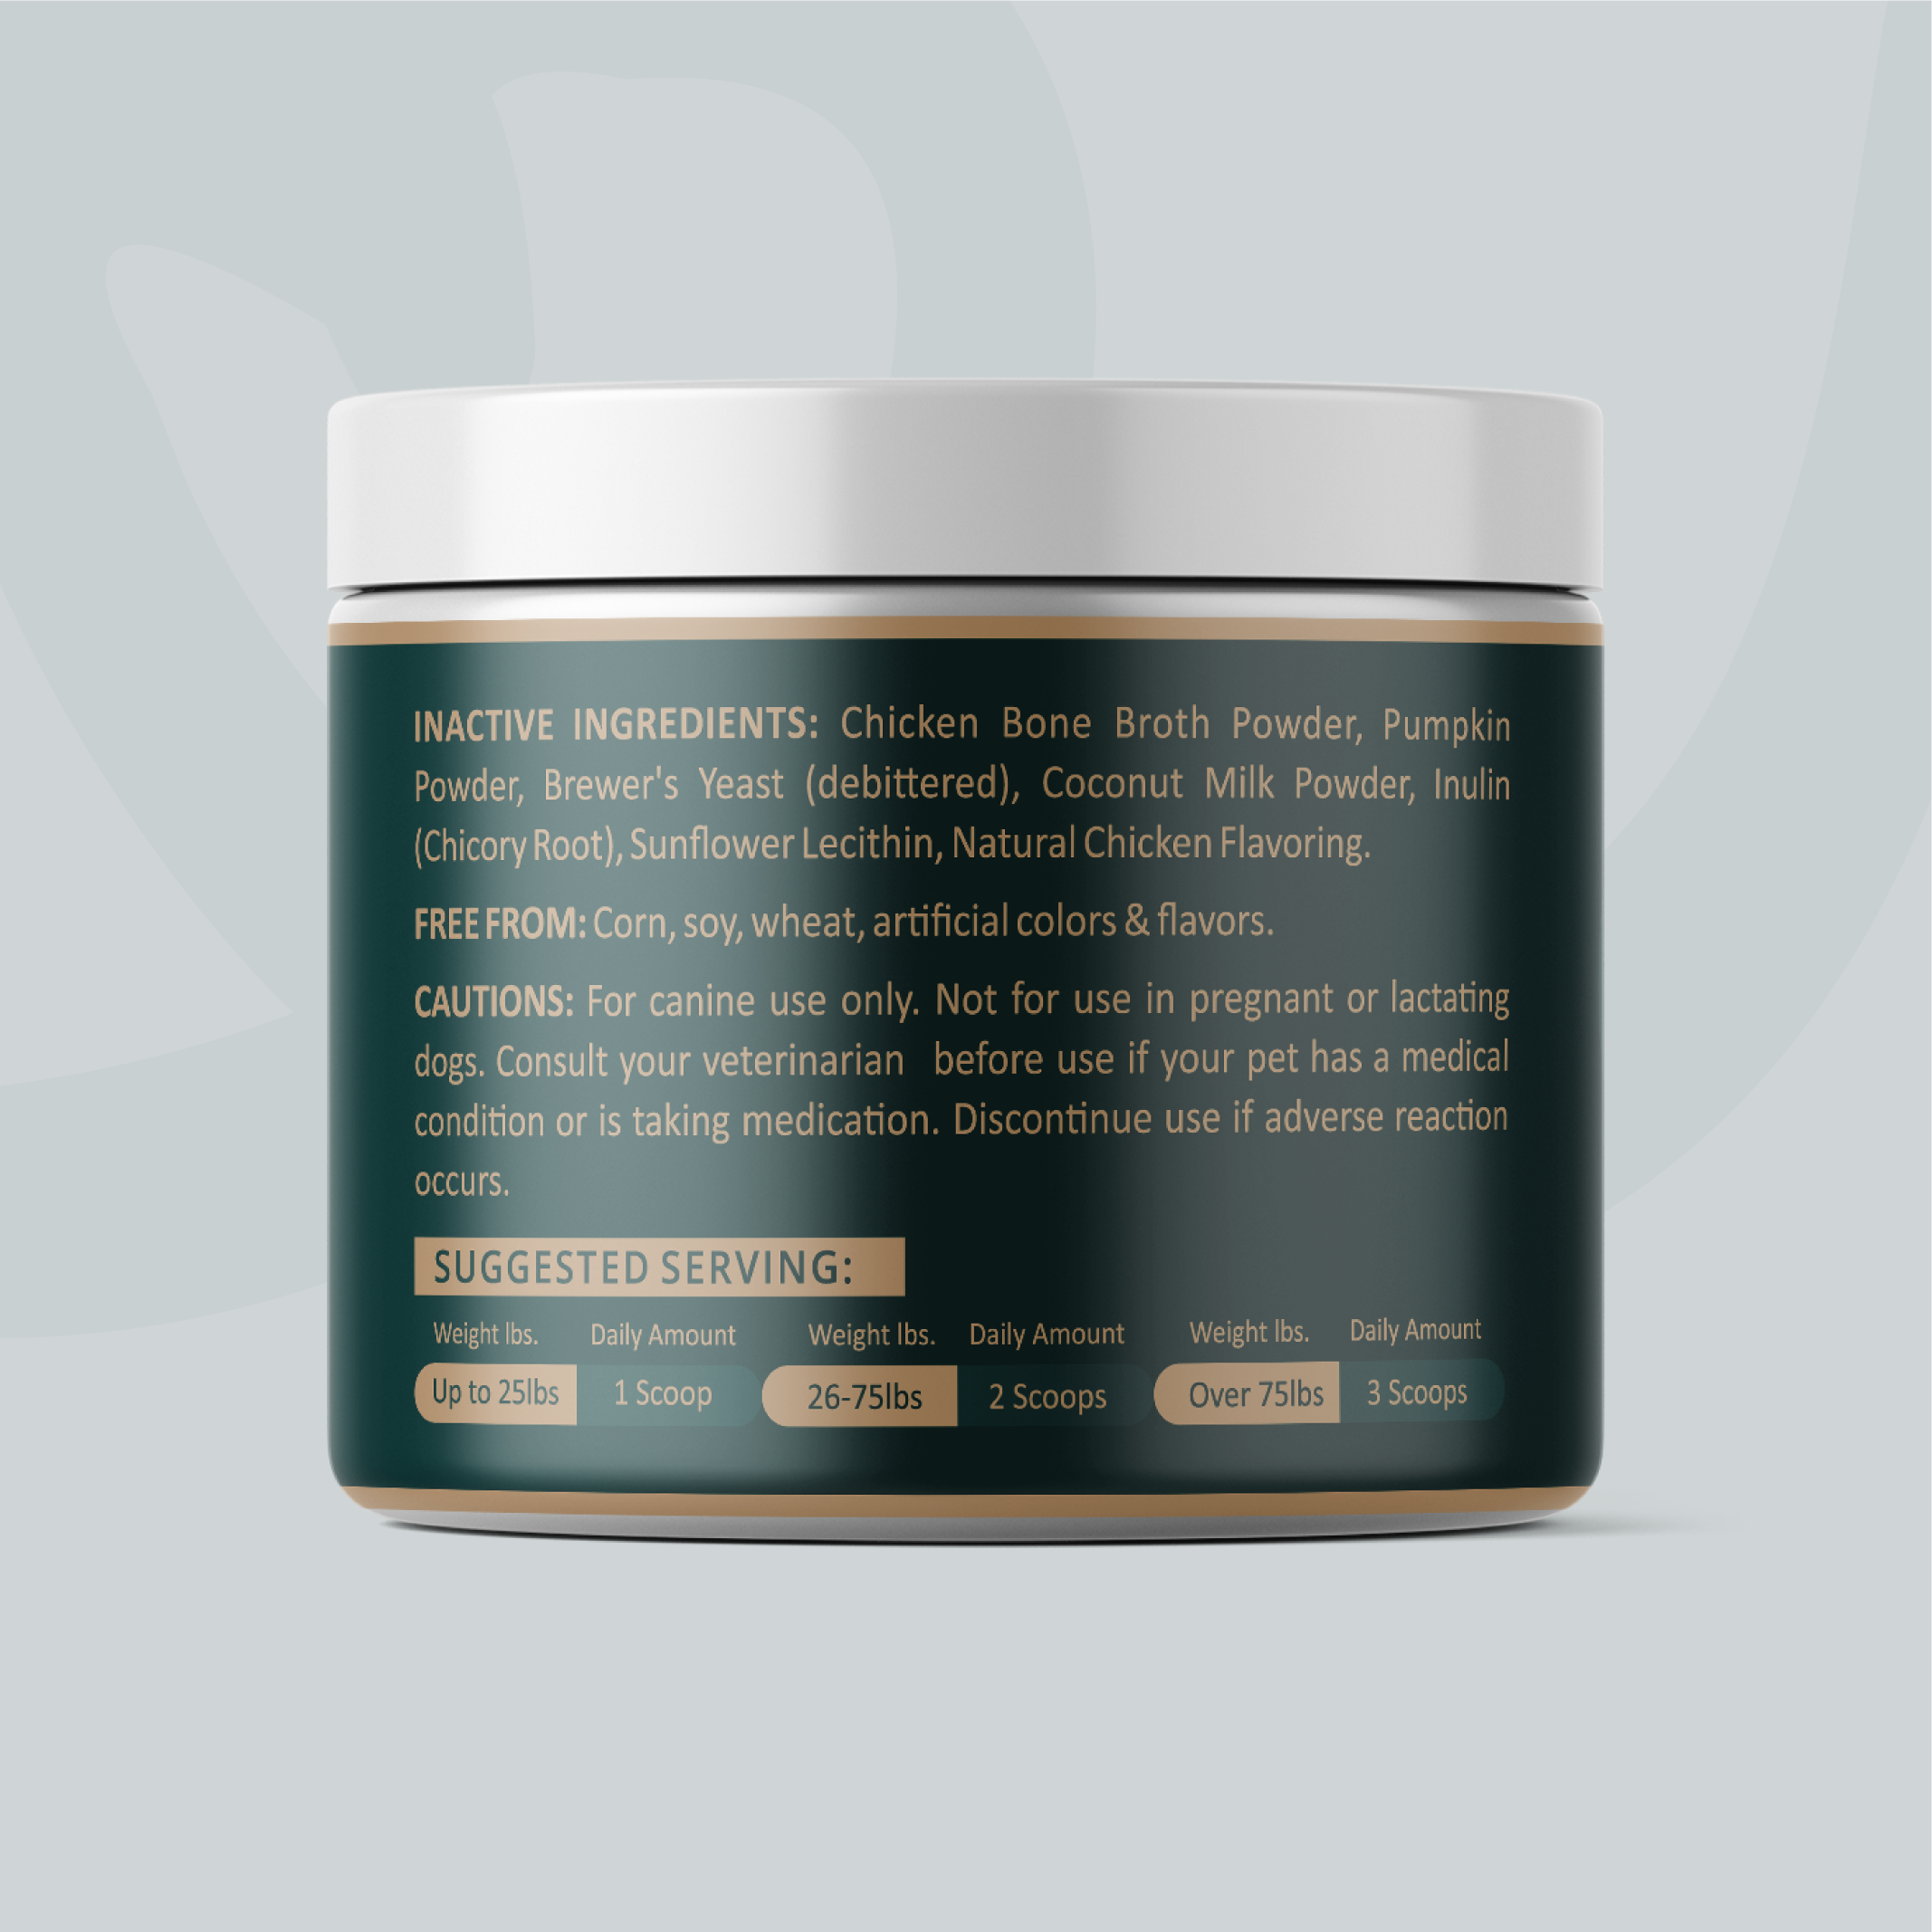 INACTIVE INGREDIENTS: Chicken Bone Broth Powder, Pumpkin
Powder, Brewer's Yeast (debittered), Coconut Milk Powder, Inulin
(Chicory Root), Sunflower Lecithin, Natural Chicken Flavoring.
FREE FROM: Corn, soy, wheat, artificial colors & flavors.
CAUTIONS: For canine use only. Not for use in pregnant or lactating
dogs. Consult your veterinarian before use if your pet has a medical
condition or is taking medication. Discontinue use if adverse reaction
occurs.
SUGGESTED SERVING:
Weight lbs. Daily Amount Weight lbs. Daily Amount Weight lbs. Daily Amount
Up to 25lbs 1 Scoop 26-75lbs 2 Scoops Over 75lbs 3 Scoops